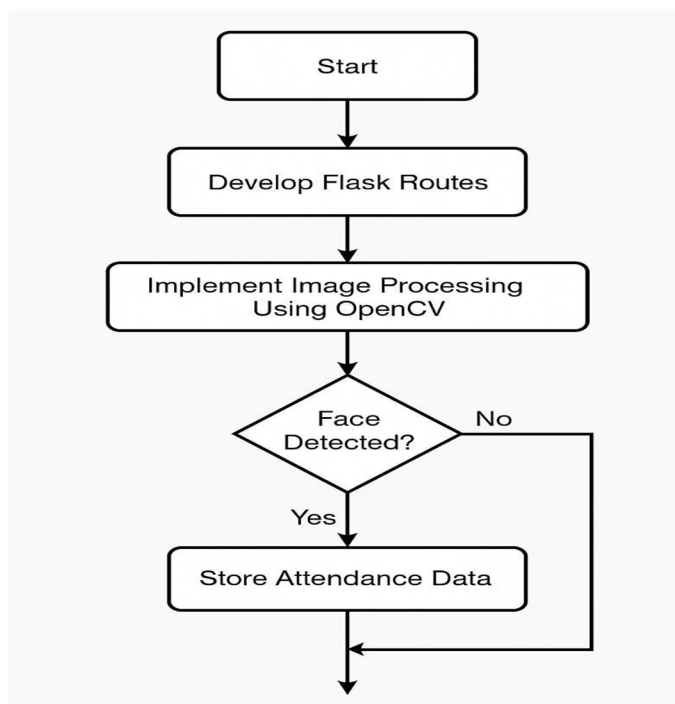 Start
Develop Flask Routes
Implement Image Processing
Using OpenCV
Face
Detected?
No
Yes
Store Attendance Data